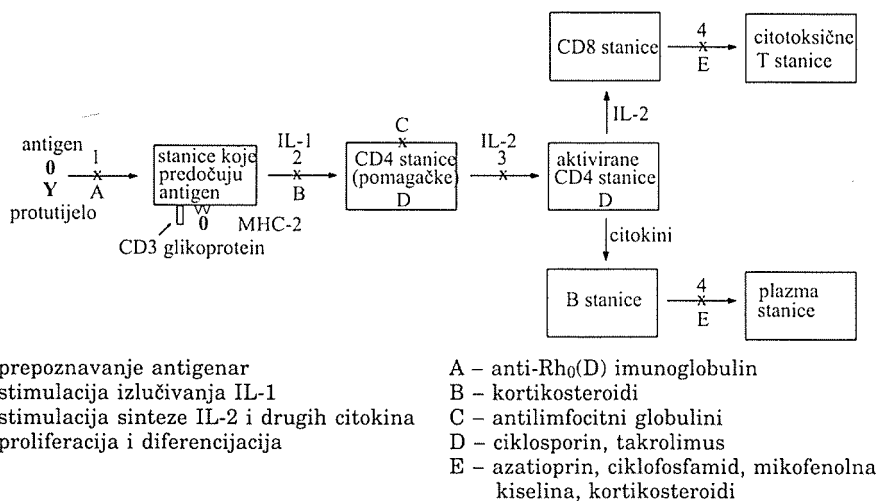 antigen
0
Y
protutijelo
1
x
A
stanice koje
predočuju
antigen
0
MHC-2
CD3 glikoprotein
IL-1
2
x
B
C
x
CD4 stanice
(pomagačke)
D
IL-2
3
x
aktivirane
CD4 stanice
D
IL-2
CD8 stanice
4
x
E
citotoksične
T stanice
citokini
B stanice
4
x
E
plazma
stanice
prepoznavanje antigenar
stimulacija izlučivanja IL-1
stimulacija sinteze IL-2 i drugih citokina
proliferacija i diferencijacija
A – anti-Rh0(D) imunoglobulin
B – kortikosteroidi
C – antilimfocitni globulini
D – ciklosporin, takrolimus
E – azatioprin, ciklofosfamid, mikofenolna
kiselina, kortikosteroidi